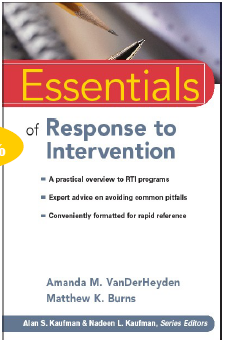 Essentials
of Response to
Intervention
A practical overview to RTI programs
Expert advice on avoiding common pitfalls
Conveniently formatted for rapid reference
Amanda M. VanDerHeyden
Matthew K. Burns
Alan S. Kaufman & Nadeen L. Kaufman, Series Editors